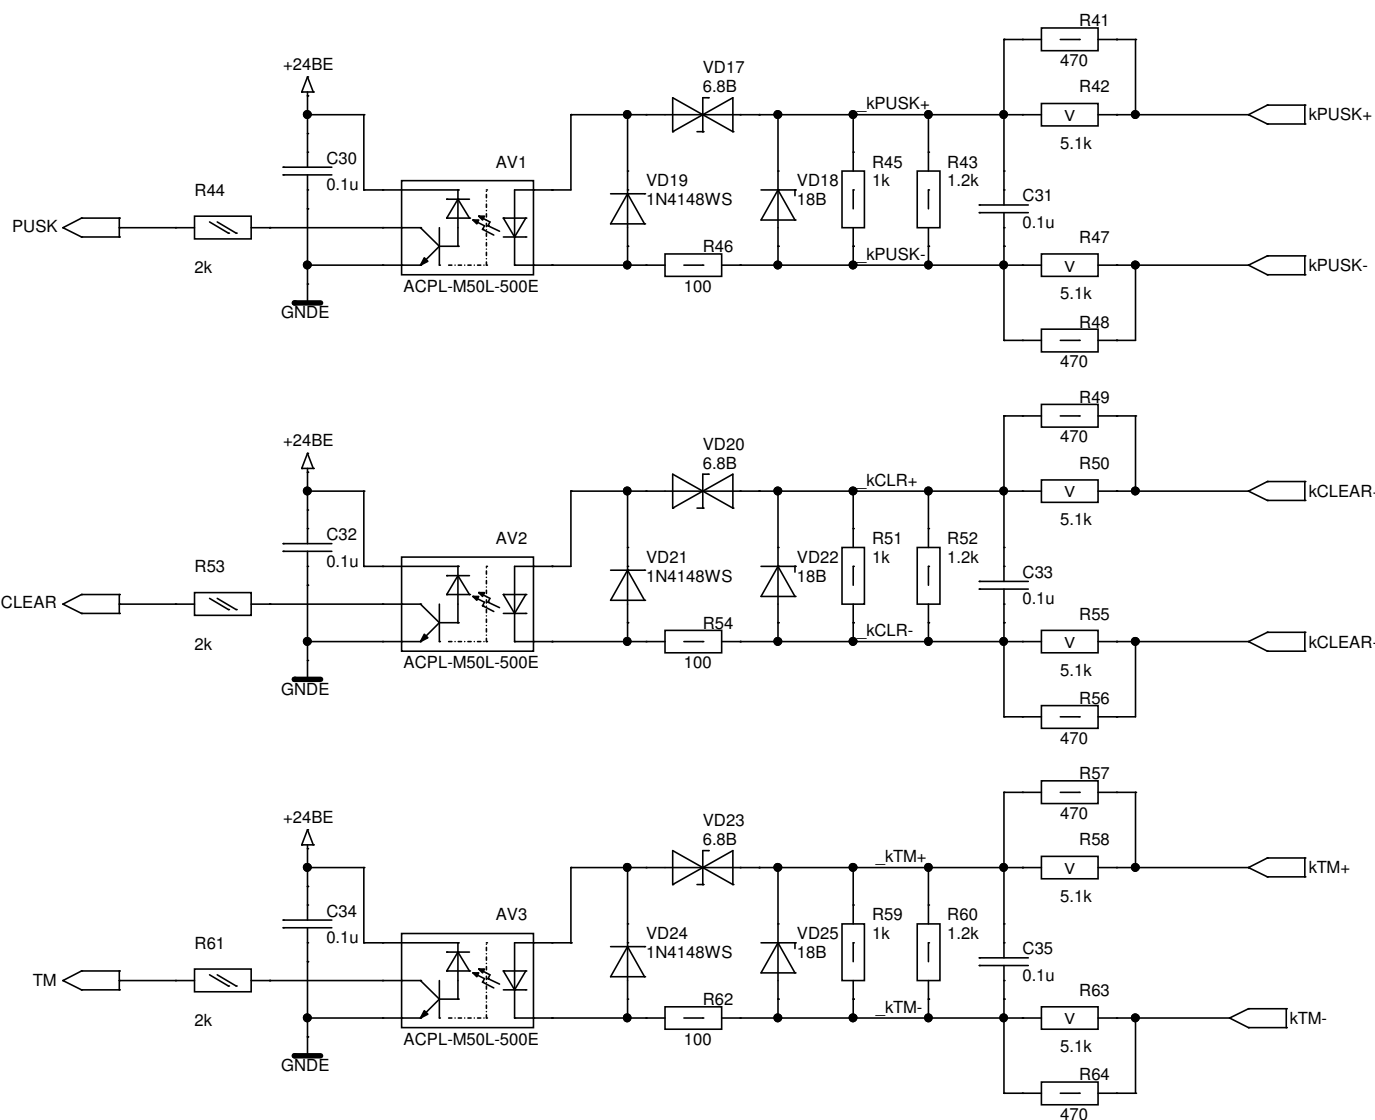 R41
470
+24BE
VD17
6.8B
_kPUSK+
R42
V
5.1k
kPUSK+
C30
0.1u
AV1
R44
VD19
1N4148WS
VD18
18B
R45
1k
R43
1.2k
C31
0.1u
PUSK
2k
R46
100
_kPUSK-
R47
V
5.1k
kPUSK-
ACPL-M50L-500E
GNDE
R48
470
R49
470
+24BE
VD20
6.8B
_kCLR+
R50
V
5.1k
kCLEAR-
C32
0.1u
AV2
R53
VD21
1N4148WS
VD22
18B
R51
1k
R52
1.2k
C33
0.1u
CLEAR
2k
R54
100
_kCLR-
R55
V
5.1k
kCLEAR-
ACPL-M50L-500E
GNDE
R56
470
R57
470
+24BE
VD23
6.8B
_kTM+
R58
V
5.1k
kTM+
C34
0.1u
AV3
R61
VD24
1N4148WS
VD25
18B
R59
1k
R60
1.2k
C35
0.1u
TM
2k
R62
100
_kTM-
R63
V
5.1k
kTM-
ACPL-M50L-500E
GNDE
R64
470